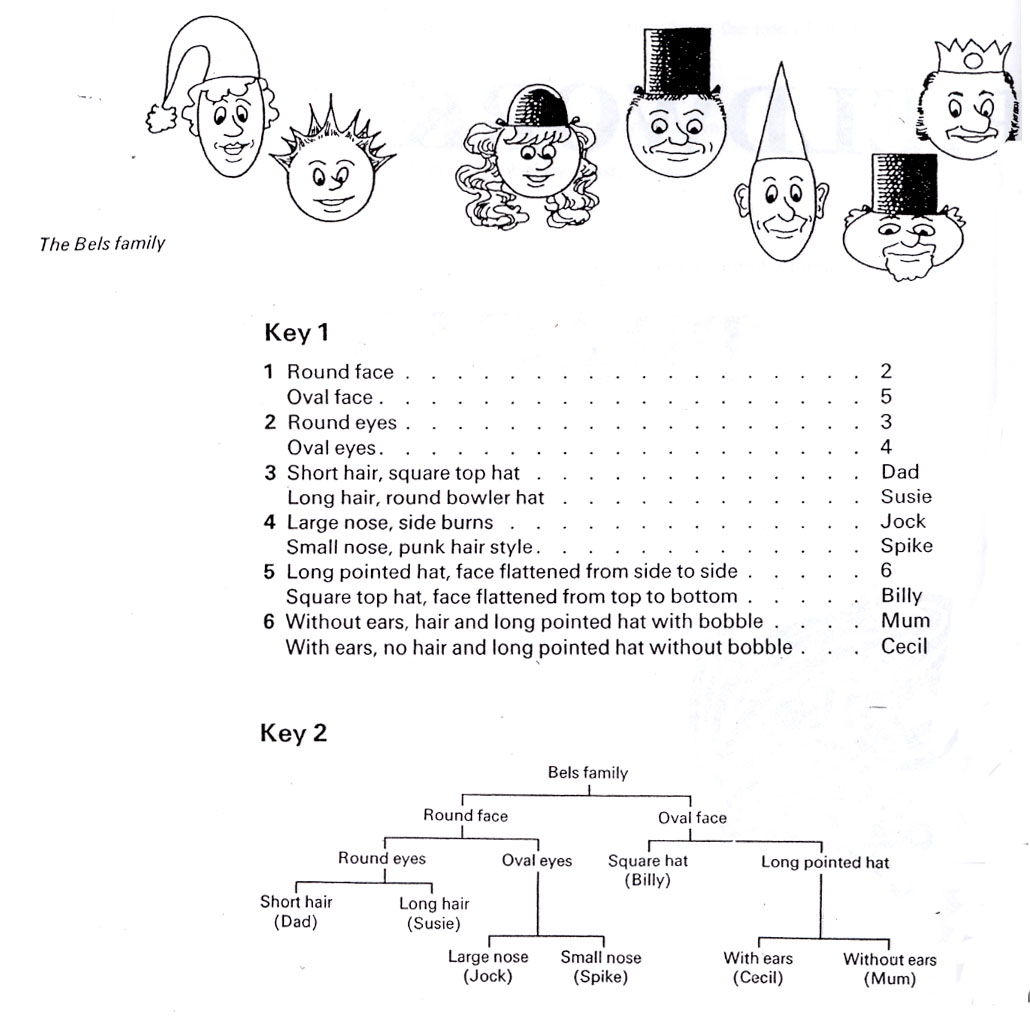 The Bels family
Key 1
1 Round face . . . . . . . . . . . . . . . . . . 2
Oval face . . . . . . . . . . . . . . . . . . . 5
2 Round eyes . . . . . . . . . . . . . . . . . . 3
Oval eyes . . . . . . . . . . . . . . . . . . . 4
3 Short hair, square top hat . . . . . . . . . . . . . Dad
Long hair, round bowler hat . . . . . . . . . . . . Susie
4 Large nose, side burns . . . . . . . . . . . . . . Jock
Small nose, punk hair style . . . . . . . . . . . . . Spike
5 Long pointed hat, face flattened from side to side . . . . . 6
Square top hat, face flattened from top to bottom . . . . . Billy
6 Without ears, hair and long pointed hat with bobble . . . . Mum
With ears, no hair and long pointed hat without bobble . . . Cecil
Key 2
Bels family
Round face Oval face
Round eyes Oval eyes Square hat Long pointed hat
(Billy)
Short hair Long hair
(Dad) (Susie)
Large nose Small nose With ears Without ears
(Jock) (Spike) (Cecil) (Mum)